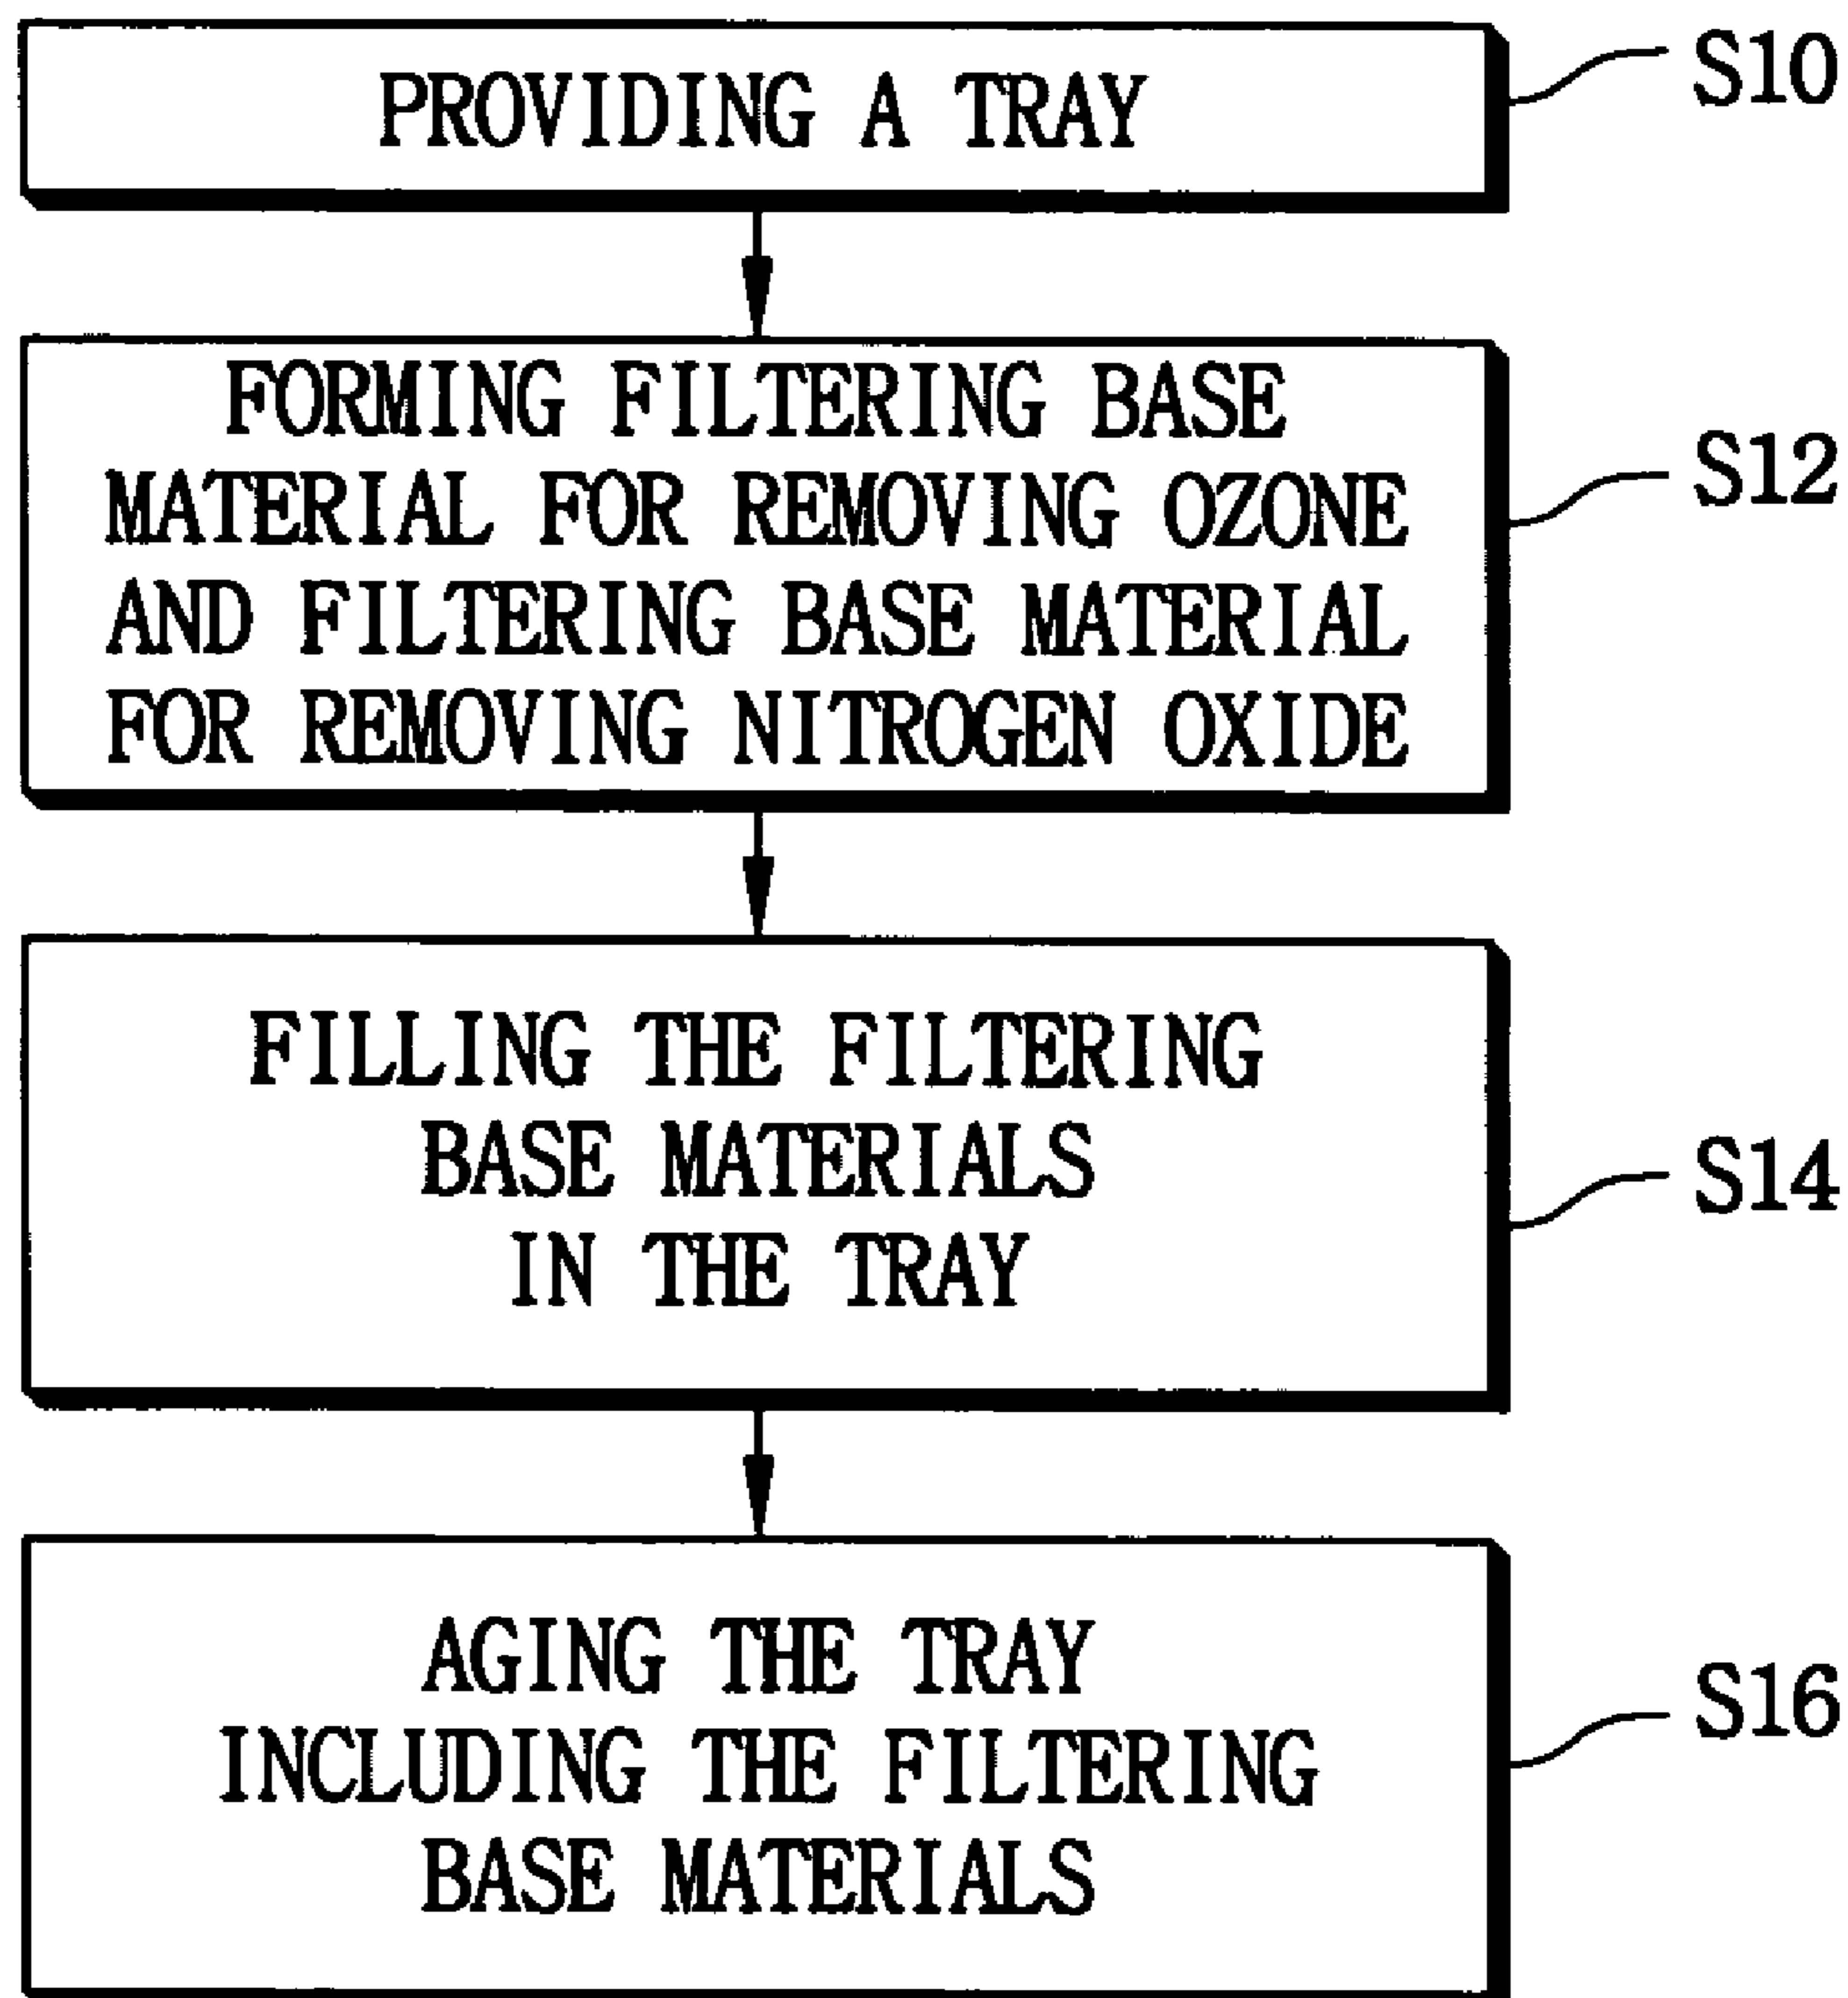 PROVIDING A TRAY
S10
FORMING FILTERING BASE
MATERIAL FOR REMOVING OZONE
AND FILTERING BASE MATERIAL
FOR REMOVING NITROGEN OXIDE
S12
FILLING THE FILTERING
BASE MATERIALS
IN THE TRAY
S14
AGING THE TRAY
INCLUDING THE FILTERING
BASE MATERIALS
S16